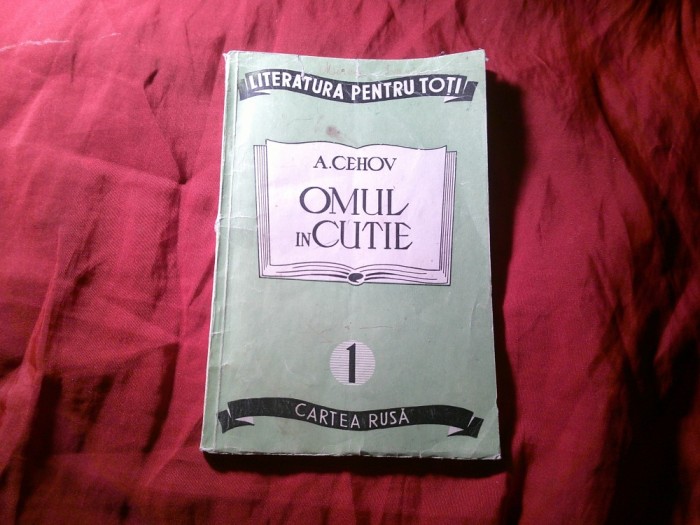 LITERATURA PENTRU TOȚI
A.CEHOV
OMUL
IN CUTIE
1
CARTEA RUSĂ